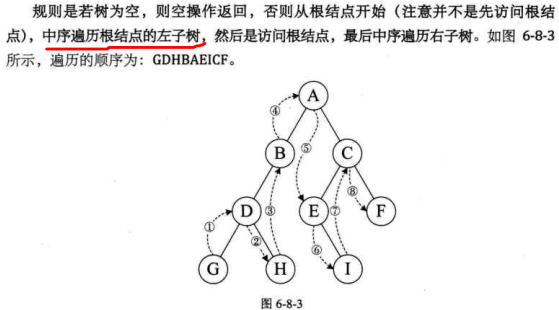 规则是若树为空，则空操作返回，否则从根结点开始（注意并不是先访问根结
点），中序遍历根结点的左子树，然后是访问根结点，最后中序遍历右子树。如图 6-8-3
所示，遍历的顺序为：GDHBAEICF。
A
④
B
⑤
C
⑧
①
D
③
E
⑦
F
②
⑥
G
H
I
图 6-8-3